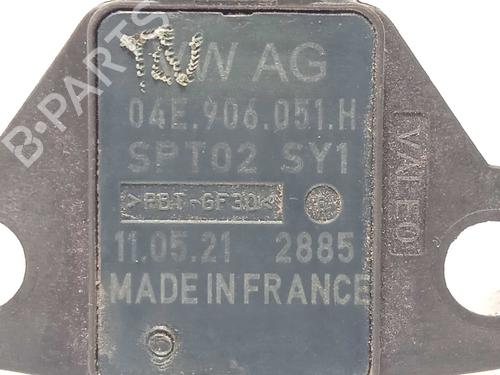 VW AG
04E.906.051.H
SPT02 SY1
>PBT-GF30<
11.05.21 2885
MADE IN FRANCE
VALEO
B-PARTS